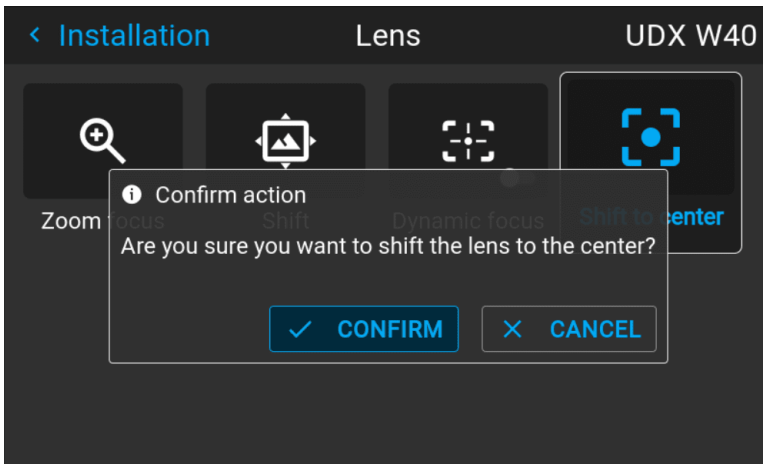 Installation Lens UDX W40
Zoom focus Shift Dynamic focus Shift to center
Confirm action
Are you sure you want to shift the lens to the center?
CONFIRM CANCEL